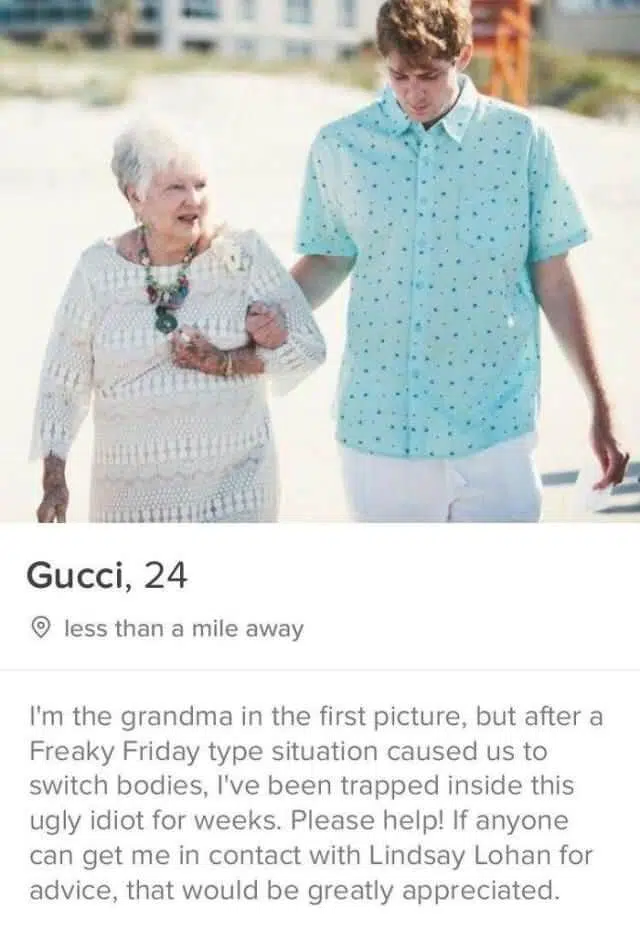 Gucci, 24
less than a mile away
I'm the grandma in the first picture, but after a
Freaky Friday type situation caused us to
switch bodies, I've been trapped inside this
ugly idiot for weeks. Please help! If anyone
can get me in contact with Lindsay Lohan for
advice, that would be greatly appreciated.